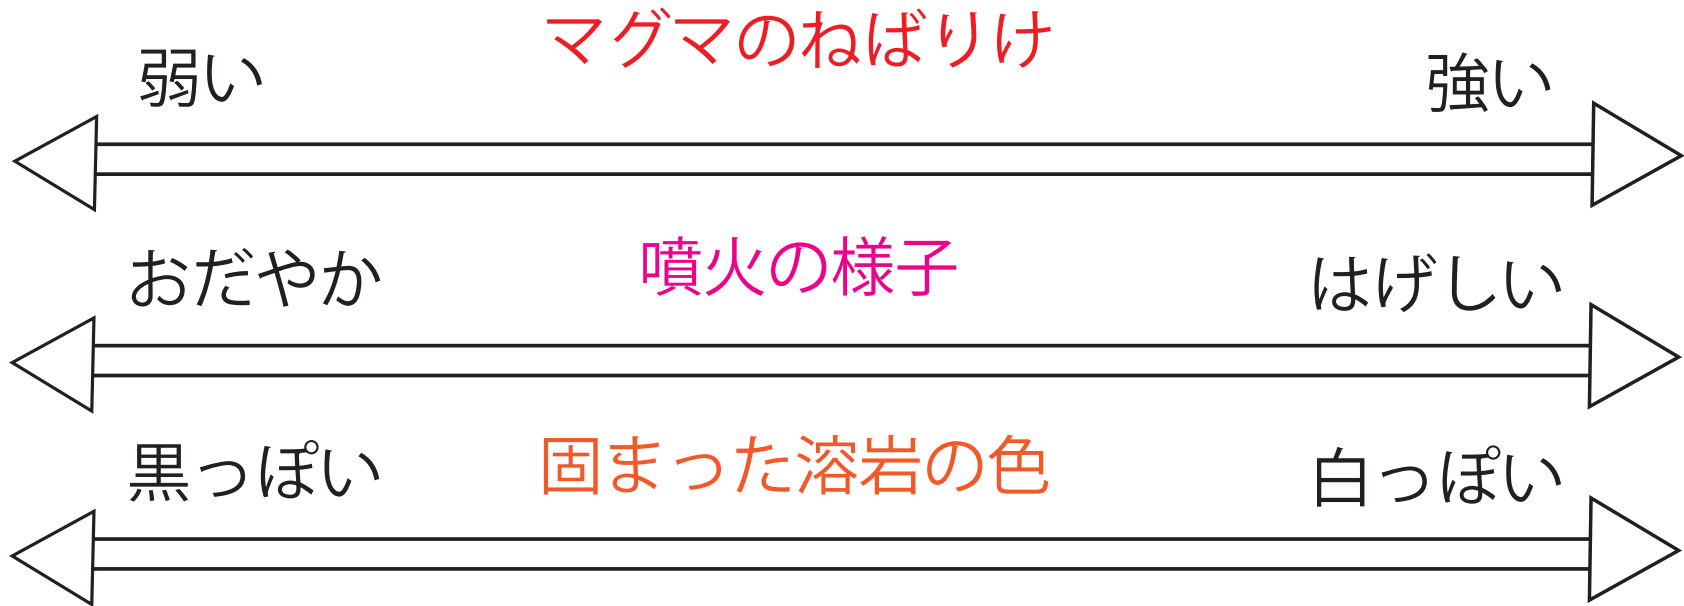 マグマのねばりけ
弱い 強い
噴火の様子
おだやか はげしい
固まった溶岩の色
黒っぽい 白っぽい